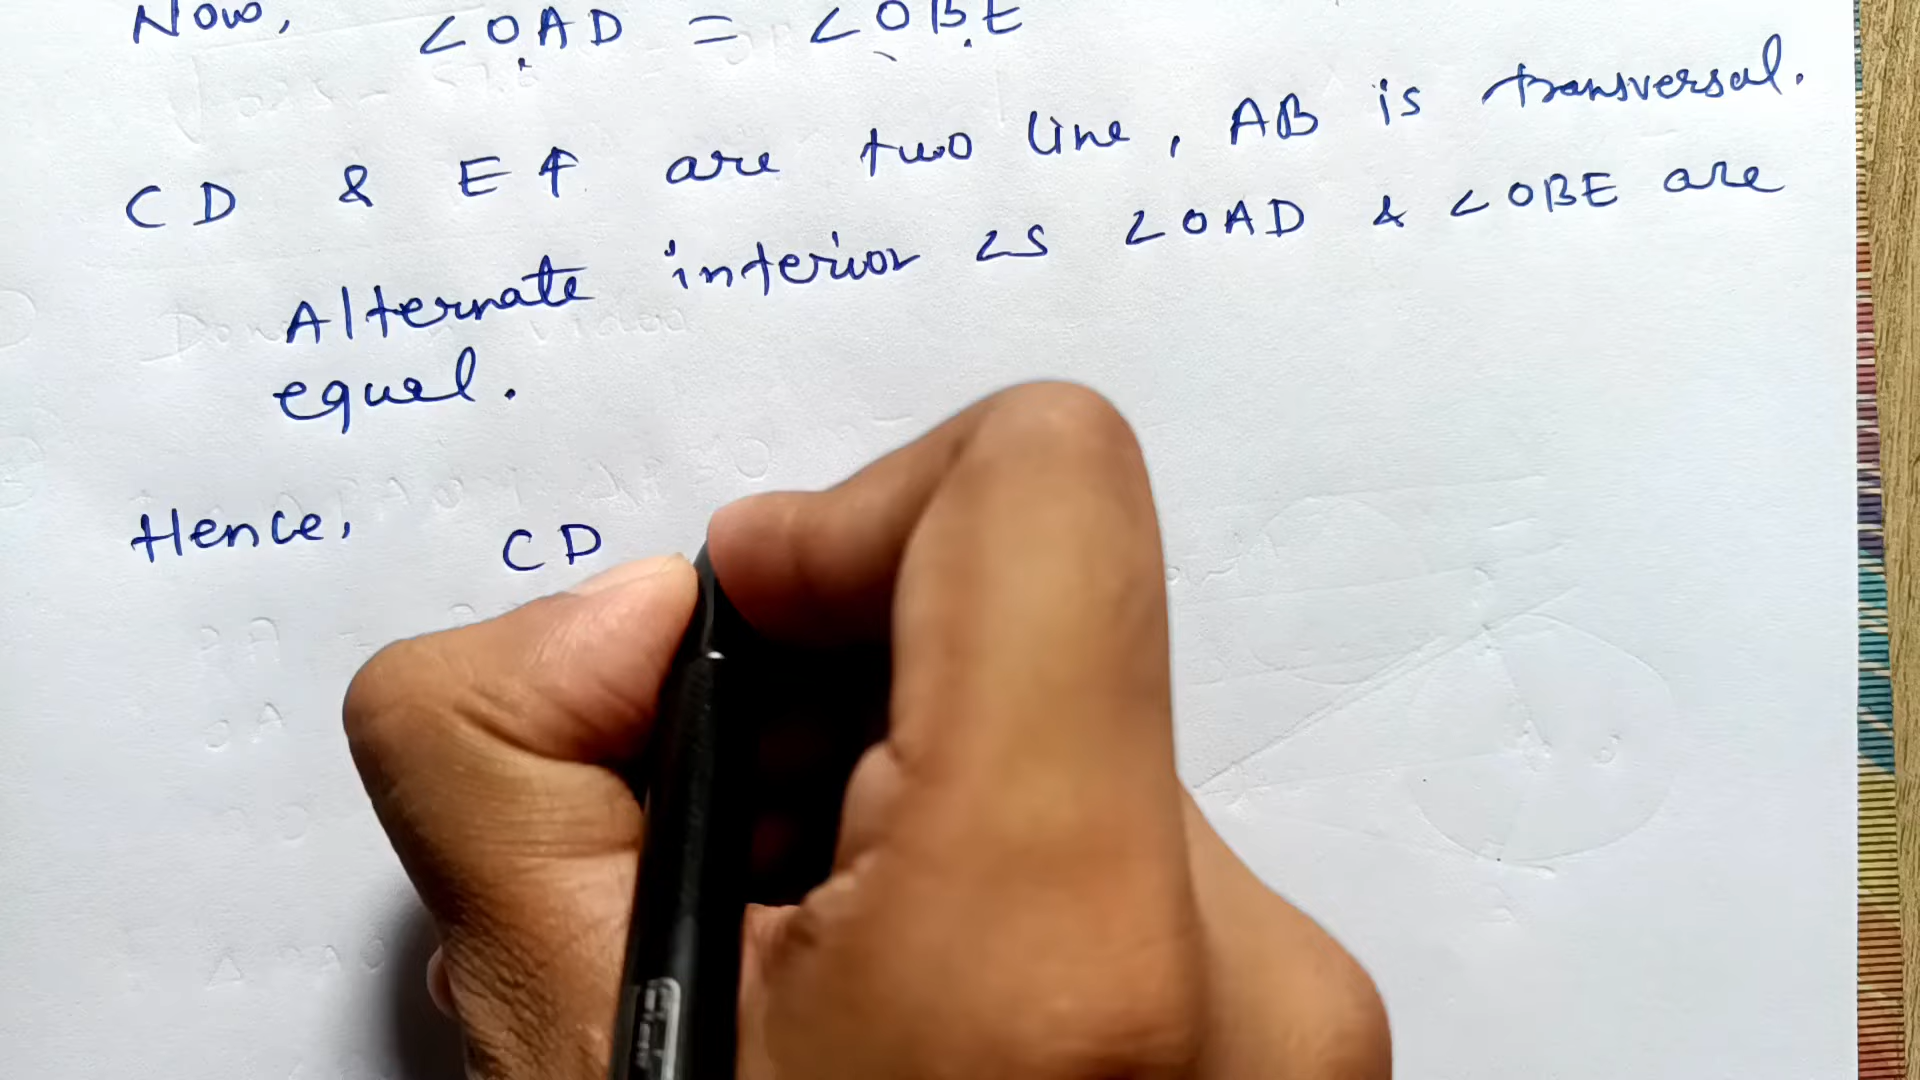 Now, ∠OAD = ∠OBE
CD & EF are two line, AB is transversal.
Alternate interior ∠s ∠OAD & ∠OBE are
equal.
Hence, CD